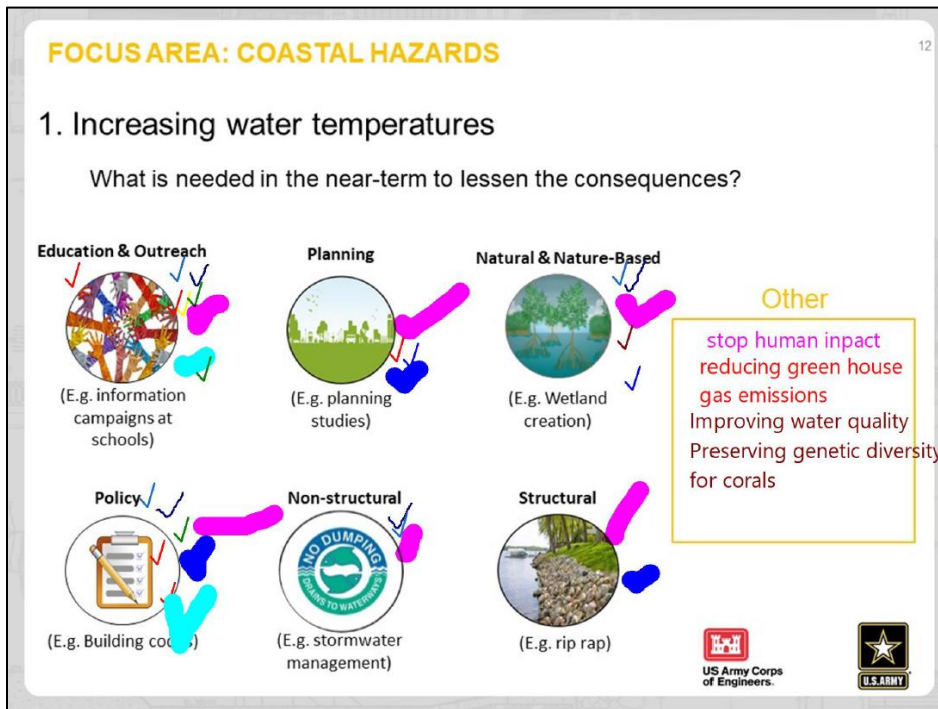 FOCUS AREA: COASTAL HAZARDS
12
1. Increasing water temperatures
What is needed in the near-term to lessen the consequences?
Education & Outreach
(E.g. information
campaigns at
schools)
Planning
(E.g. planning
studies)
Natural & Nature-Based
(E.g. Wetland
creation)
Other
stop human inpact
reducing green house
gas emissions
Improving water quality
Preserving genetic diversity
for corals
Policy
(E.g. Building codes)
Non-structural
NO DUMPING
DRAINS TO WATERWAYS
(E.g. stormwater
management)
Structural
(E.g. rip rap)
US Army Corps
of Engineers.
U.S.ARMY